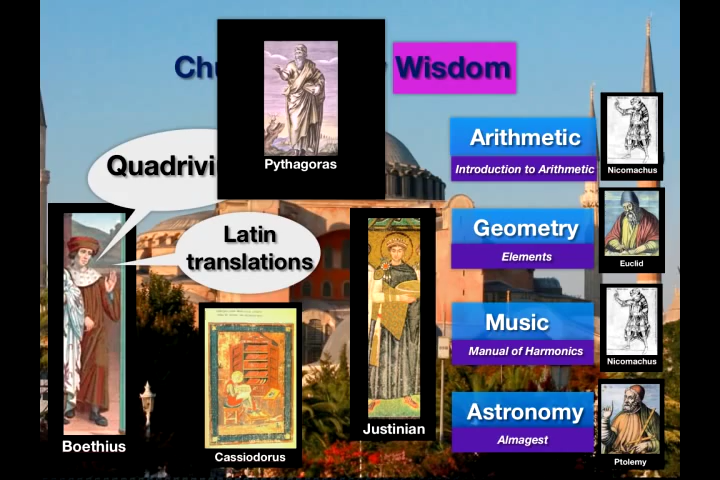 Wisdom
Pythagoras
Arithmetic
Introduction to Arithmetic
Nicomachus
Geometry
Elements
Euclid
Latin
translations
Music
Manual of Harmonics
Nicomachus
Justinian
Astronomy
Almagest
Boethius
Cassiodorus
Ptolemy